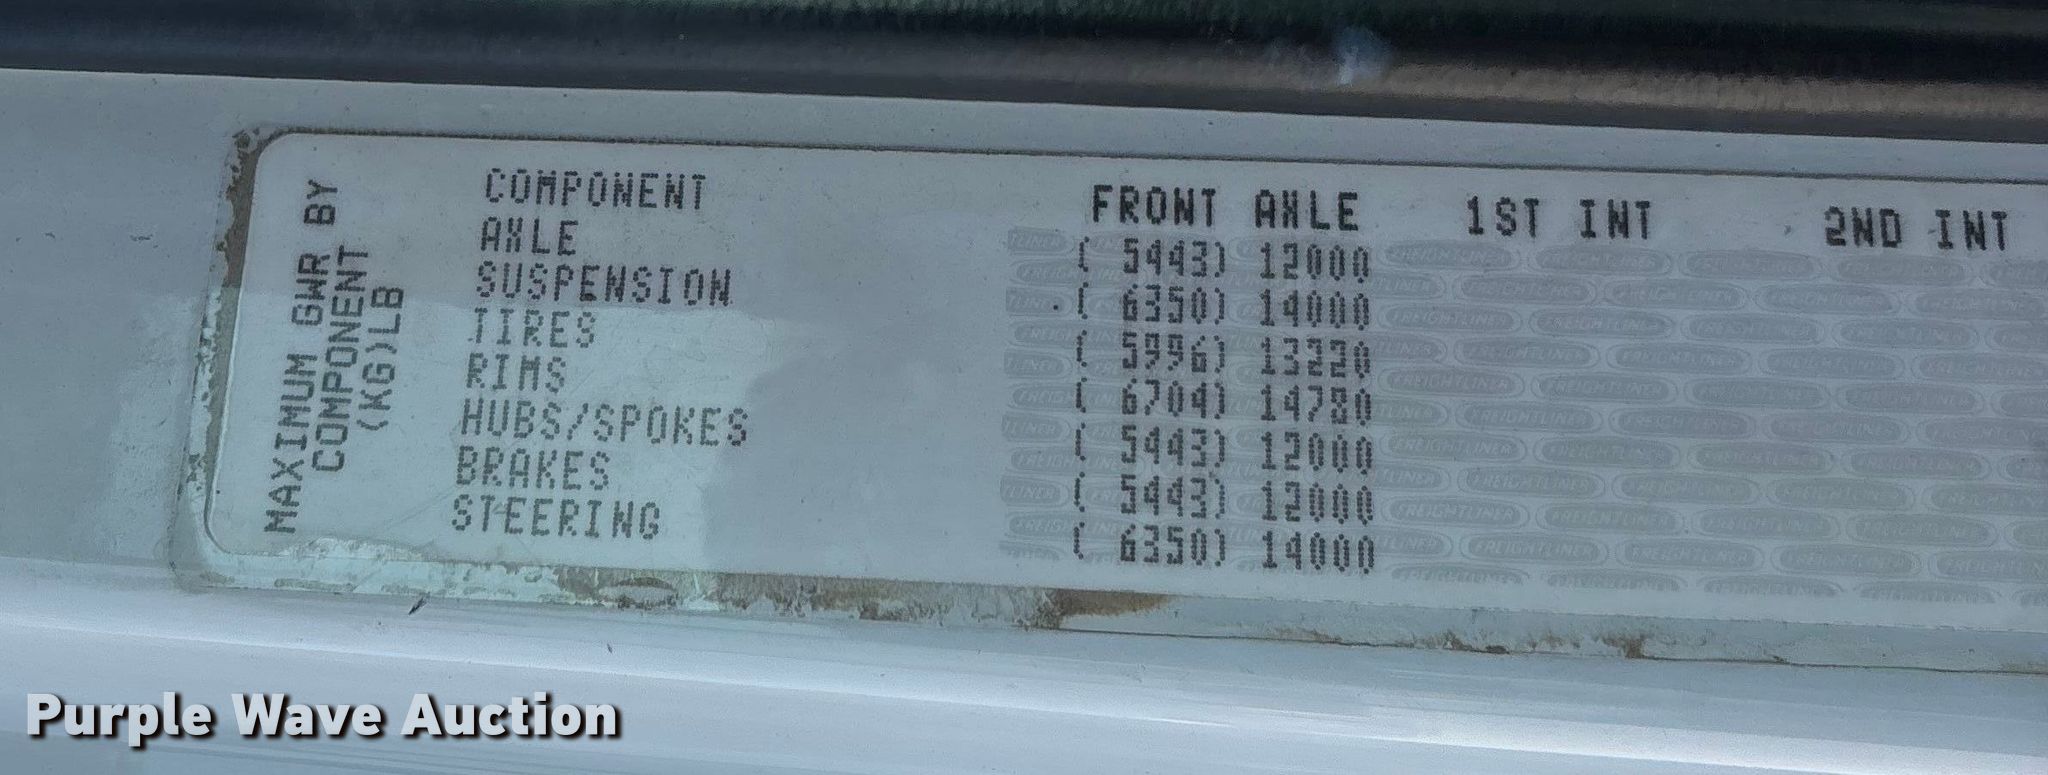 MAXIMUM GWR BY
COMPONENT
(KG)LB
COMPONENT FRONT AXLE 1ST INT 2ND INT
AXLE ( 5443) 12000
SUSPENSION ( 6350) 14000
TIRES ( 5996) 13220
RIMS ( 6704) 14780
HUBS/SPOKES ( 5443) 12000
BRAKES ( 5443) 12000
STEERING ( 6350) 14000
FREIGHTLINER
Purple Wave Auction